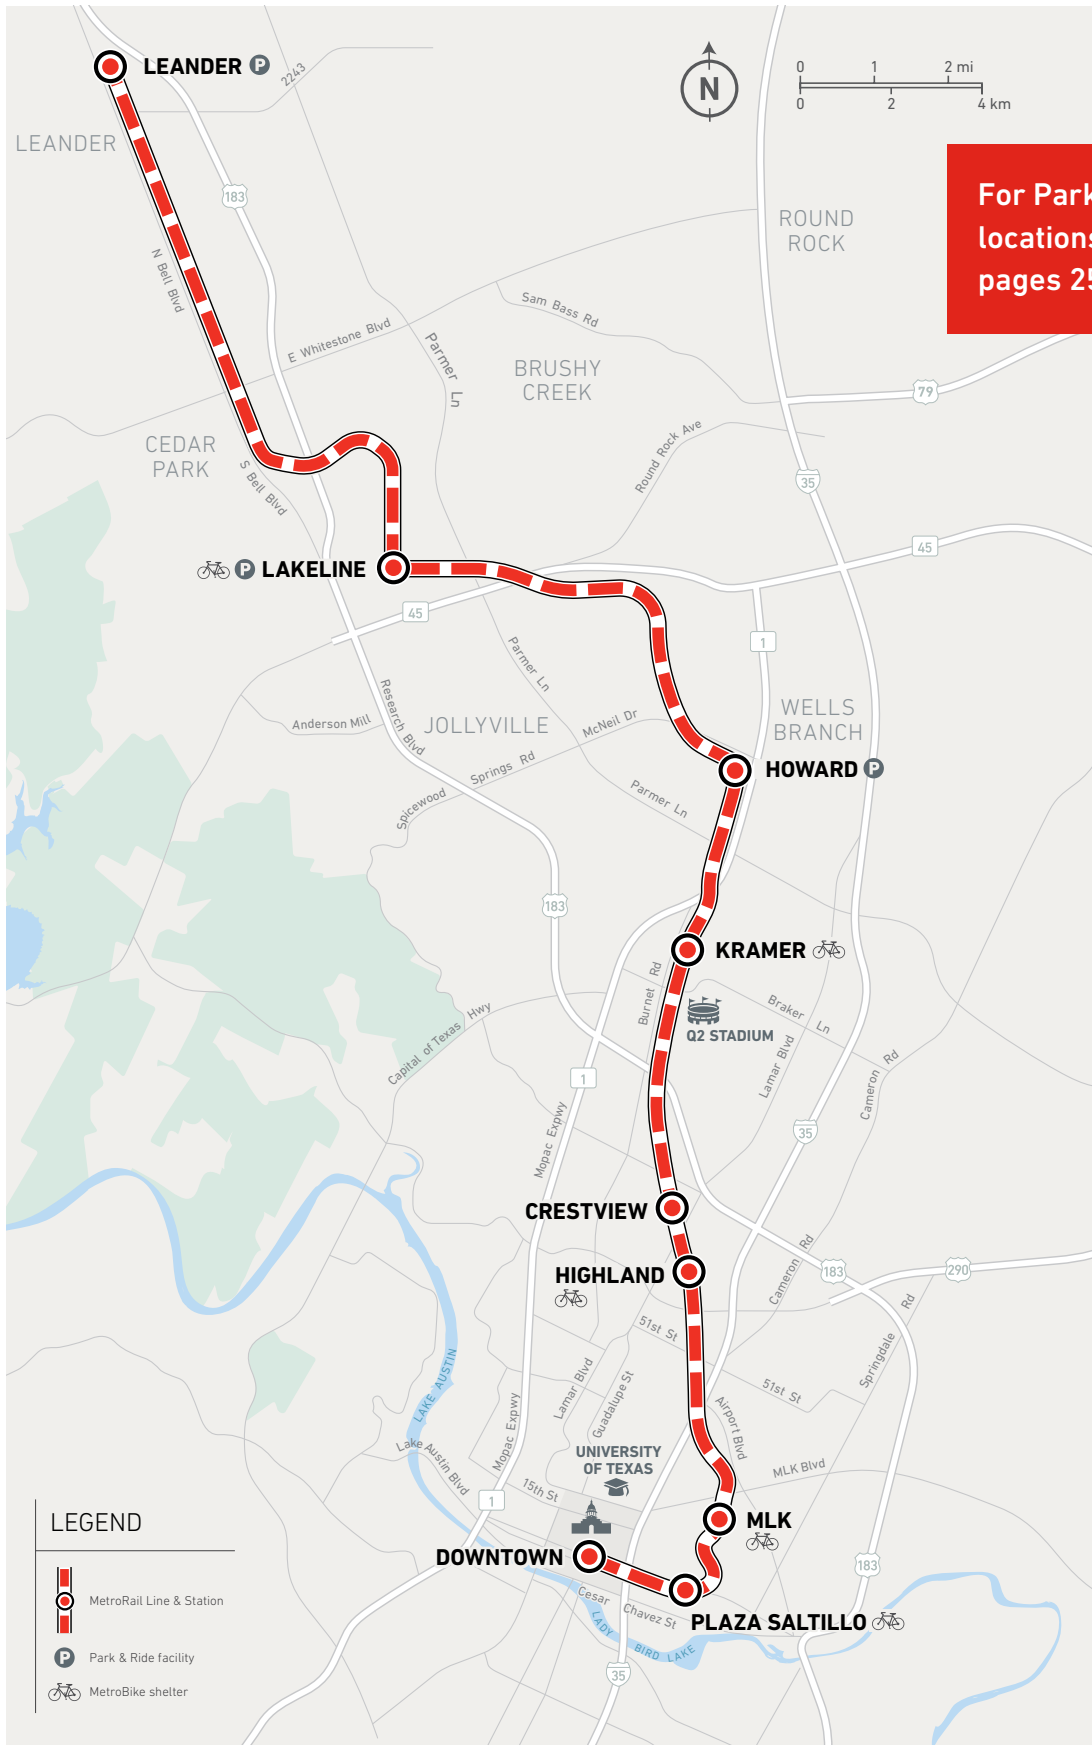 LEANDER P
2243
N
0 1 2 mi
0 2 4 km
LEANDER
183
For Park
locations
pages 25
ROUND
ROCK
N Bell Blvd
Sam Bass Rd
E Whitestone Blvd
Parmer Ln
BRUSHY
CREEK
79
CEDAR
PARK
Round Rock Ave
S Bell Blvd
35
45
P LAKELINE
45
1
Parmer Ln
Research Blvd
Anderson Mill
JOLLYVILLE
McNeil Dr
WELLS
BRANCH
Spicewood Springs Rd
HOWARD P
Parmer Ln
183
KRAMER
Burnet Rd
Braker Ln
Q2 STADIUM
Capital of Texas Hwy
Lamar Blvd
Cameron Rd
1
Mopac Expwy
35
CRESTVIEW
Cameron Rd
183
290
HIGHLAND
51st St
Springdale Rd
LAKE AUSTIN
Lamar Blvd
Guadalupe St
51st St
Airport Blvd
Mopac Expwy
Lake Austin Blvd
UNIVERSITY
OF TEXAS
MLK Blvd
15th St
1
MLK
DOWNTOWN
183
Cesar Chavez St
PLAZA SALTILLO
LADY BIRD LAKE
35
LEGEND
MetroRail Line & Station
P Park & Ride facility
MetroBike shelter